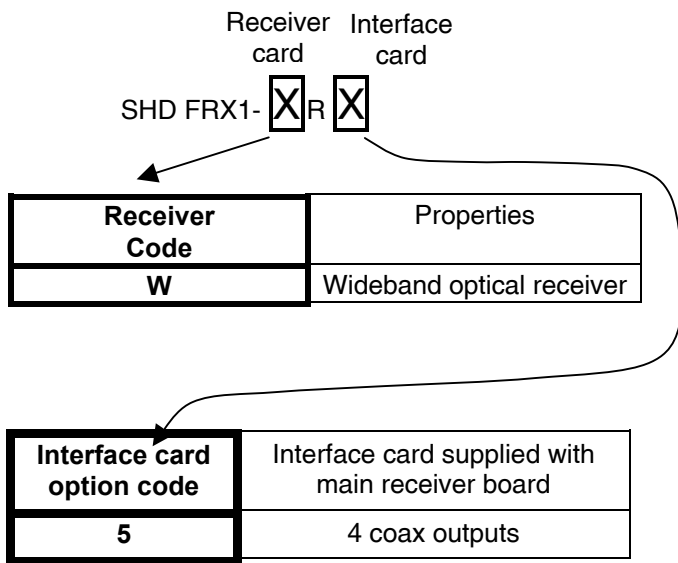 Receiver Interface
card card
SHD FRX1- X R X
Receiver Properties
Code
W Wideband optical receiver
Interface card Interface card supplied with
option code main receiver board
5 4 coax outputs